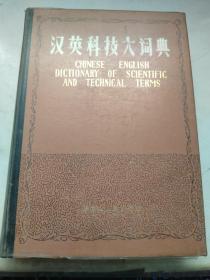 汉英科技大词典
CHINESE-ENGLISH
DICTIONARY OF SCIENTIFIC
AND TECHNICAL TERMS